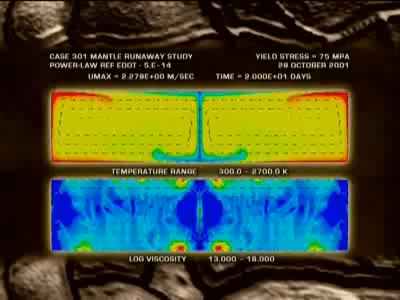 CASE 301 MANTLE RUNAWAY STUDY YIELD STRESS = 75 MPA
POWER-LAW REF EDOT - 5.E-14 29 OCTOBER 2001
UMAX = 2.279E+00 M/SEC TIME = 2.000E+01 DAYS
TEMPERATURE RANGE 300.0 - 2700.0 K
LOG VISCOSITY 13.000 - 18.000